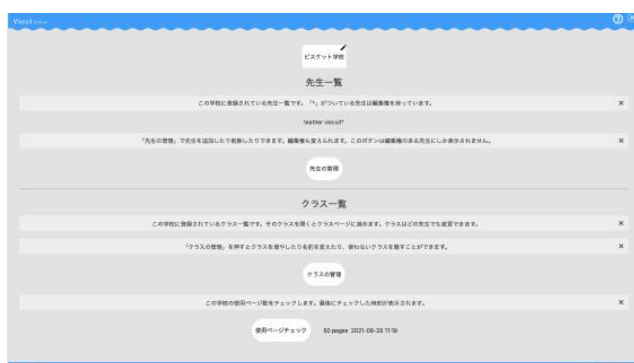 Viscuit
ビスケット学校
先生一覧
この学校に登録されている先生一覧です。「*」がついている先生は編集権を持っています。
teather viscuit*
「先生の管理」で先生を追加したり削除したりできます。編集権も変えられます。このボタンは編集権のある先生にしか表示されません。
先生の管理
クラス一覧
この学校に登録されているクラス一覧です。そのクラスを開くとクラスページに進めます。クラスはどの先生でも変更できます。
「クラスの管理」を押すとクラスを増やしたり名前を変えたり、使わないクラスを隠すことができます。
クラスの管理
この学校の使用ページ数をチェックします。最後にチェックした時刻が表示されます。
使用ページチェック 80 pages 2021-08-28 11:18